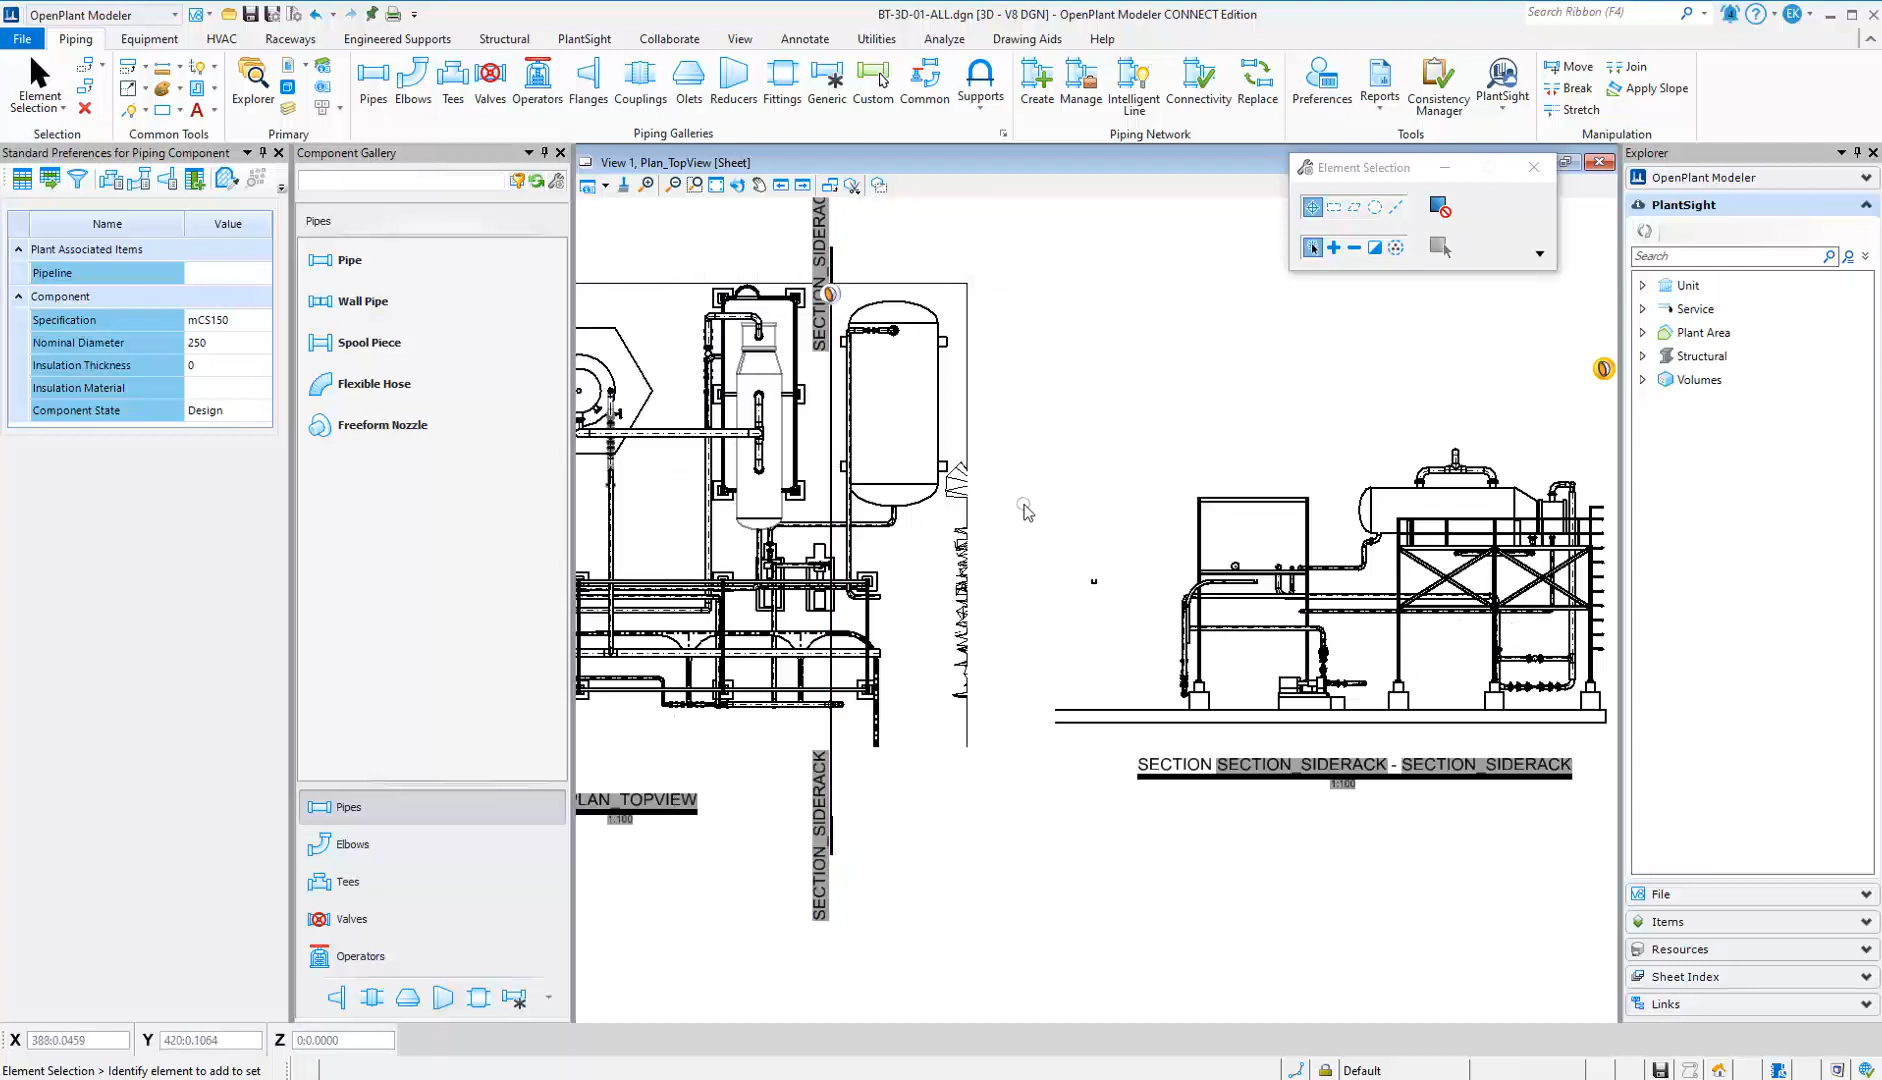 OpenPlant Modeler
BT-3D-01-ALL.dgn [3D - V8 DGN] - OpenPlant Modeler CONNECT Edition
Search Ribbon (F4)
EK
File
Piping
Equipment
HVAC
Raceways
Engineered Supports
Structural
PlantSight
Collaborate
View
Annotate
Utilities
Analyze
Drawing Aids
Help
Element
Selection
Selection
Common Tools
Explorer
Primary
Pipes
Elbows
Tees
Valves
Operators
Flanges
Couplings
Olets
Reducers
Fittings
Generic
Custom
Common
Supports
Piping Galleries
Create
Manage
Intelligent
Line
Connectivity
Replace
Piping Network
Preferences
Reports
Consistency
Manager
PlantSight
Tools
Move
Join
Break
Apply Slope
Stretch
Manipulation
Standard Preferences for Piping Component
Name
Value
Plant Associated Items
Pipeline
Component
Specification
mCS150
Nominal Diameter
250
Insulation Thickness
0
Insulation Material
Component State
Design
Component Gallery
Pipes
Pipe
Wall Pipe
Spool Piece
Flexible Hose
Freeform Nozzle
Pipes
Elbows
Tees
Valves
Operators
View 1, Plan_TopView [Sheet]
Element Selection
SECTION_SIDERACK
SECTION_SIDERACK
PLAN_TOPVIEW
1:100
SECTION SECTION_SIDERACK - SECTION_SIDERACK
1:100
Explorer
OpenPlant Modeler
PlantSight
Search
Unit
Service
Plant Area
Structural
Volumes
File
Items
Resources
Sheet Index
Links
X
388:0.0459
Y
420:0.1064
Z
0:0.0000
Element Selection > Identify element to add to set
Default